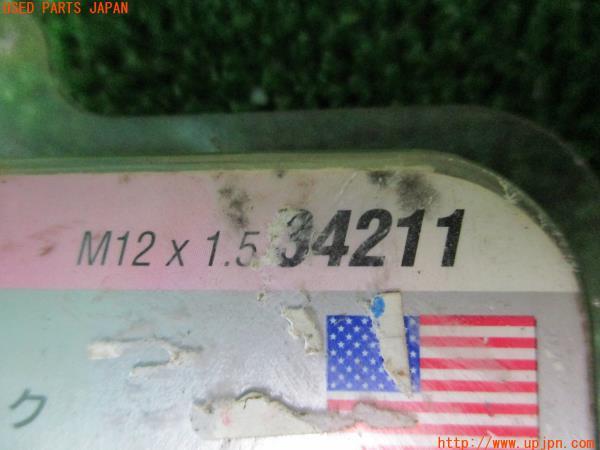 USED PARTS JAPAN
M12 x 1.5 34211
ク
http://www.upjpn.com